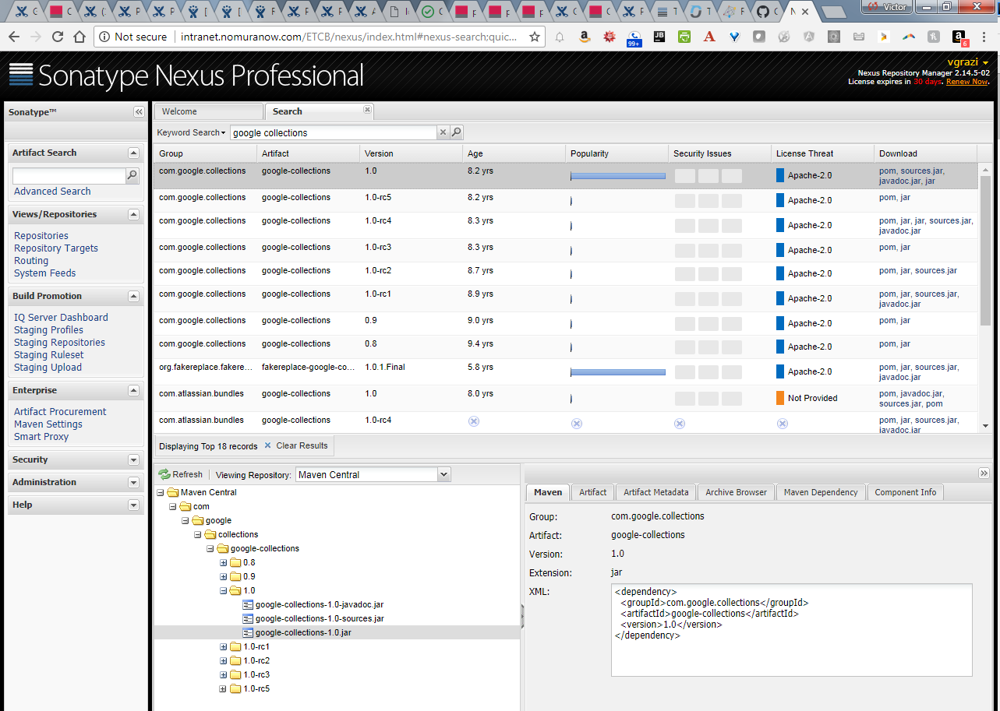 Victor
Not secure | intranet.nomuranow.com/ETCB/nexus/index.html#nexus-search;quic...
99+
JB
6
Sonatype Nexus Professional
vgrazi
Nexus Repository Manager 2.14.5-02
License expires in 30 days. Renew Now.
Sonatype™
Artifact Search
Advanced Search
Views/Repositories
Repositories
Repository Targets
Routing
System Feeds
Build Promotion
IQ Server Dashboard
Staging Profiles
Staging Repositories
Staging Ruleset
Staging Upload
Enterprise
Artifact Procurement
Maven Settings
Smart Proxy
Security
Administration
Help
Welcome
Search
Keyword Search google collections
Group Artifact Version Age Popularity Security Issues License Threat Download
com.google.collections google-collections 1.0 8.2 yrs Apache-2.0 pom, sources.jar,
javadoc.jar, jar
com.google.collections google-collections 1.0-rc5 8.2 yrs Apache-2.0 pom, jar
com.google.collections google-collections 1.0-rc4 8.3 yrs Apache-2.0 pom, jar, jar, sources.jar,
javadoc.jar
com.google.collections google-collections 1.0-rc3 8.3 yrs Apache-2.0 pom, jar
com.google.collections google-collections 1.0-rc2 8.7 yrs Apache-2.0 pom, jar, sources.jar
com.google.collections google-collections 1.0-rc1 8.9 yrs Apache-2.0 pom, jar, sources.jar,
javadoc.jar
com.google.collections google-collections 0.9 9.0 yrs Apache-2.0 pom, jar
com.google.collections google-collections 0.8 9.4 yrs Apache-2.0 pom, jar
org.fakereplace.fakere... fakereplace-google-co... 1.0.1.Final 5.8 yrs Apache-2.0 pom, jar, sources.jar,
javadoc.jar
com.atlassian.bundles google-collections 1.0 8.0 yrs Not Provided pom, javadoc.jar,
sources.jar, pom
com.atlassian.bundles google-collections 1.0-rc4 pom, jar, sources.jar,
javadoc.jar
Displaying Top 18 records Clear Results
Refresh Viewing Repository: Maven Central
Maven Central
com
google
collections
google-collections
0.8
0.9
1.0
google-collections-1.0-javadoc.jar
google-collections-1.0-sources.jar
google-collections-1.0.jar
1.0-rc1
1.0-rc2
1.0-rc3
1.0-rc5
Maven Artifact Artifact Metadata Archive Browser Maven Dependency Component Info
Group: com.google.collections
Artifact: google-collections
Version: 1.0
Extension: jar
XML: <dependency>
<groupId>com.google.collections</groupId>
<artifactId>google-collections</artifactId>
<version>1.0</version>
</dependency>